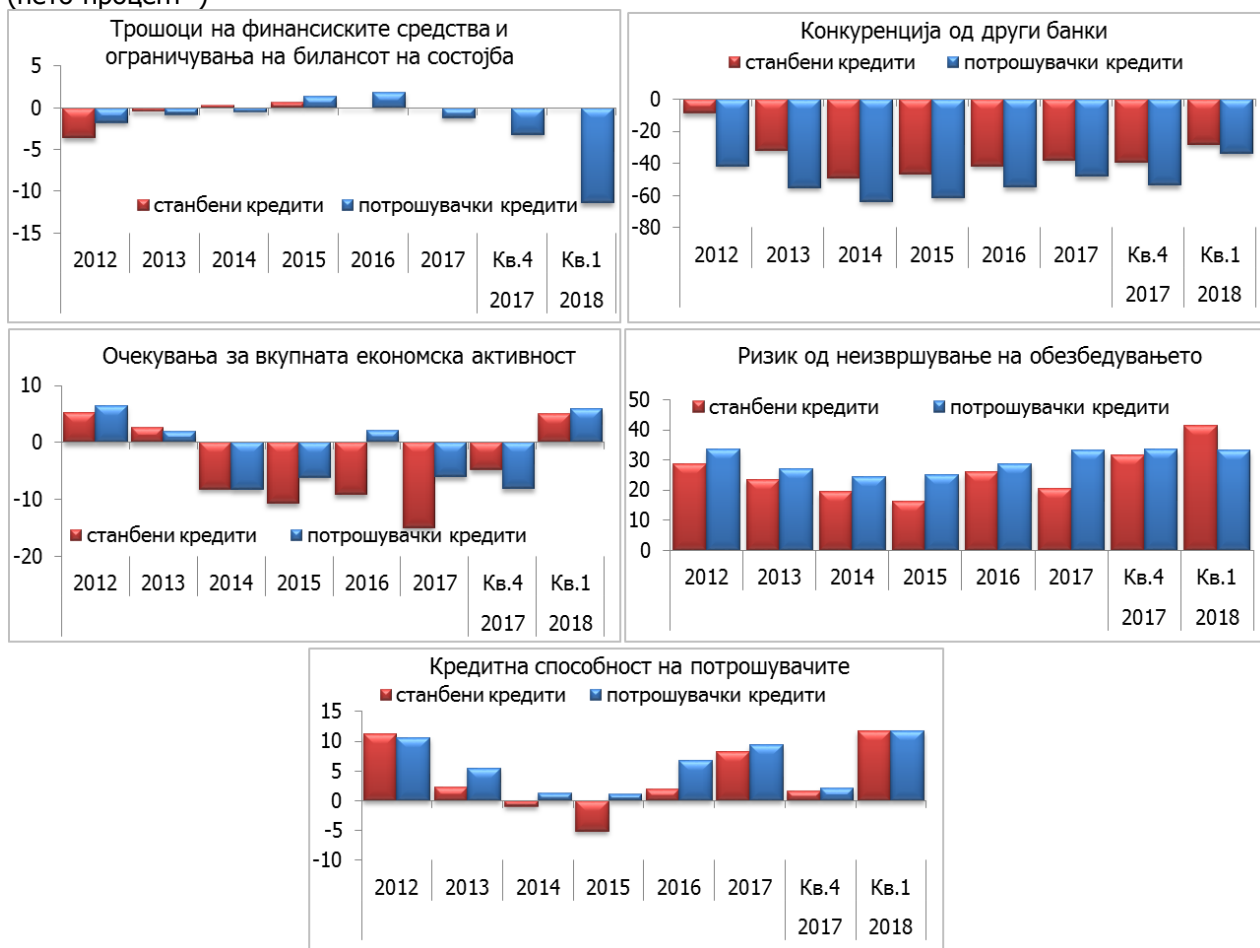 Трошоци на финансиските средства и
ограничувања на билансот на состојба
5
0
-5
-10
-15
станбени кредити потрошувачки кредити
2012 2013 2014 2015 2016 2017 Кв.4 Кв.1
2017 2018
Конкуренција од други банки
станбени кредити потрошувачки кредити
0
-20
-40
-60
-80
2012 2013 2014 2015 2016 2017 Кв.4 Кв.1
2017 2018
Очекувања за вкупната економска активност
10
0
-10
-20
станбени кредити потрошувачки кредити
2012 2013 2014 2015 2016 2017 Кв.4 Кв.1
2017 2018
Ризик од неизвршување на обезбедувањето
станбени кредити потрошувачки кредити
50
40
30
20
10
0
2012 2013 2014 2015 2016 2017 Кв.4 Кв.1
2017 2018
Кредитна способност на потрошувачите
станбени кредити потрошувачки кредити
15
10
5
0
-5
-10
2012 2013 2014 2015 2016 2017 Кв.4 Кв.1
2017 2018